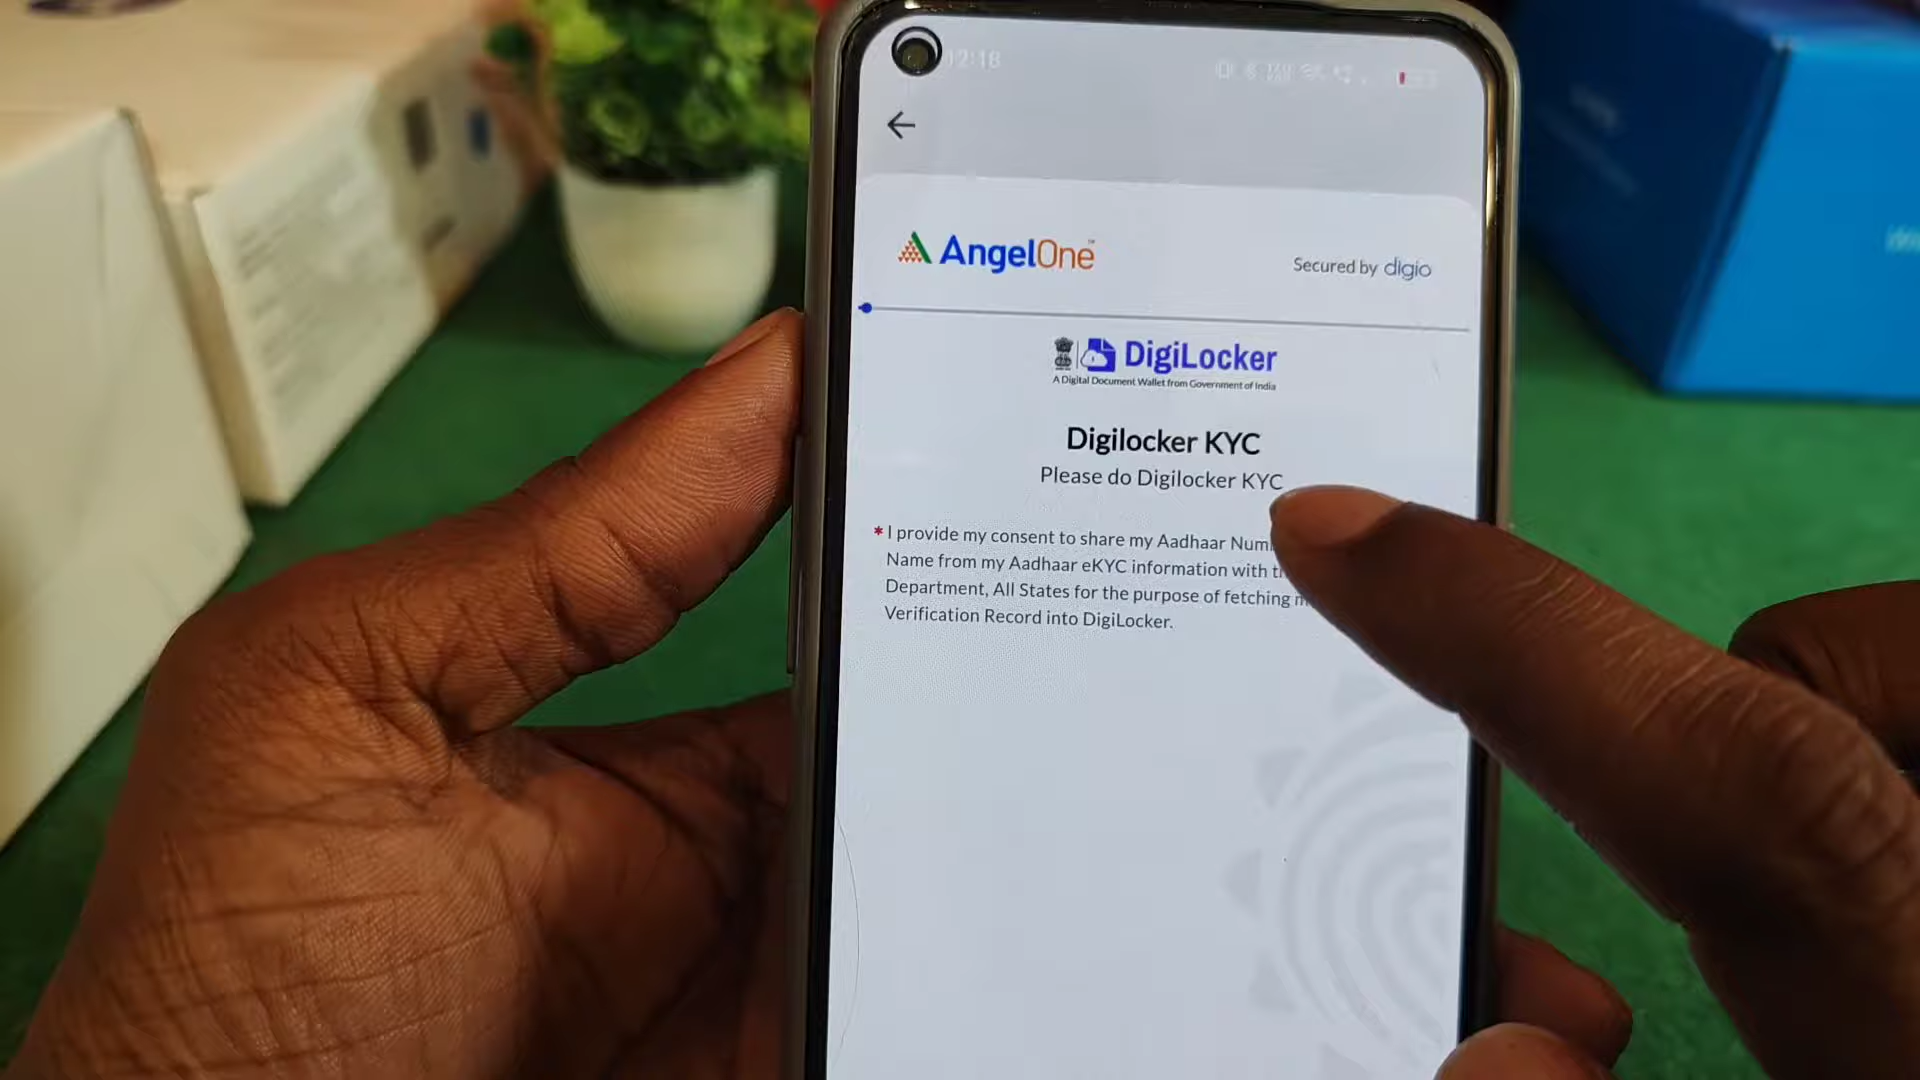 12:18
AngelOne
Secured by digio
DigiLocker
A Digital Document Wallet from Government of India
Digilocker KYC
Please do Digilocker KYC
* I provide my consent to share my Aadhaar
Name from my Aadhaar eKYC information with
Department, All States for the purpose of fetching
Verification Record into DigiLocker.